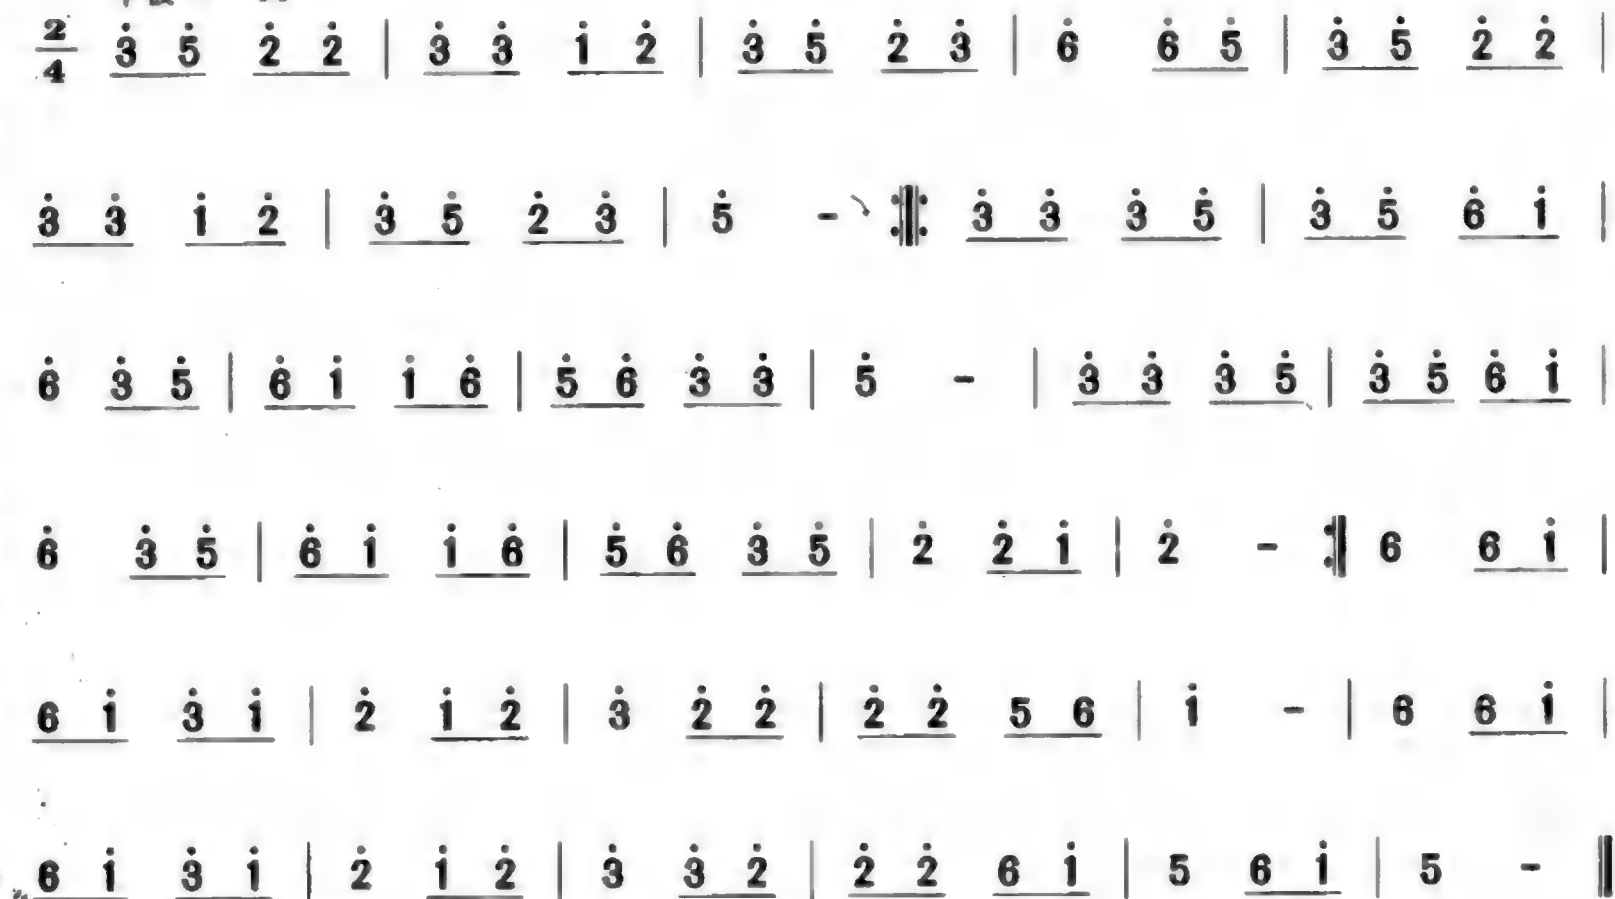 2/4 3̇ 5̇ 2̇ 2̇ | 3̇ 3̇ 1̇ 2̇ | 3̇ 5̇ 2̇ 3̇ | 6̇ 6̇ 5̇ | 3̇ 5̇ 2̇ 2̇ |
3̇ 3̇ 1̇ 2̇ | 3̇ 5̇ 2̇ 3̇ | 5̇ - :‖: 3̇ 3̇ 3̇ 5̇ | 3̇ 5̇ 6̇ 1̇ |
6̇ 3̇ 5̇ | 6̇ 1̇ 1̇ 6̇ | 5̇ 6̇ 3̇ 3̇ | 5̇ - | 3̇ 3̇ 3̇ 5̇ | 3̇ 5̇ 6̇ 1̇ |
6̇ 3̇ 5̇ | 6̇ 1̇ 1̇ 6̇ | 5̇ 6̇ 3̇ 5̇ | 2̇ 2̇ 1̇ | 2̇ - :‖ 6 6 1̇ |
6 1̇ 3̇ 1̇ | 2̇ 1̇ 2̇ | 3̇ 2̇ 2̇ | 2̇ 2̇ 5 6 | 1̇ - | 6 6 1̇ |
6 1̇ 3̇ 1̇ | 2̇ 1̇ 2̇ | 3̇ 3̇ 2̇ | 2̇ 2̇ 6 1̇ | 5 6 1̇ | 5 - ‖